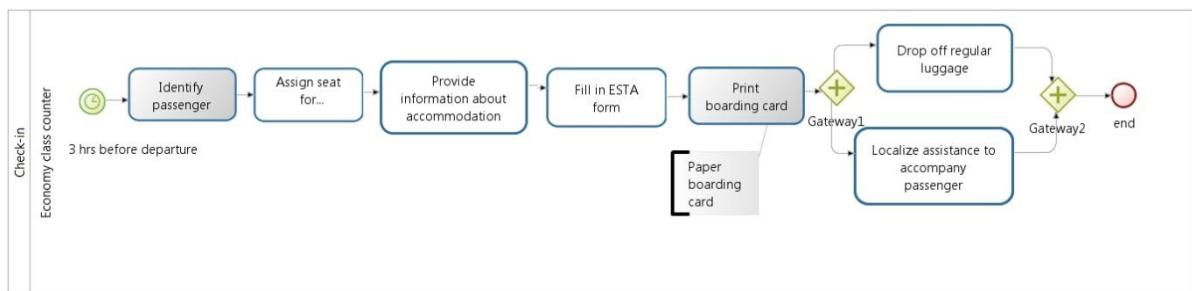 Check-in
Economy class counter
3 hrs before departure
Identify
passenger
Assign seat
for...
Provide
information about
accommodation
Fill in ESTA
form
Print
boarding card
Paper
boarding
card
Gateway1
Drop off regular
luggage
Localize assistance to
accompany
passenger
Gateway2
end